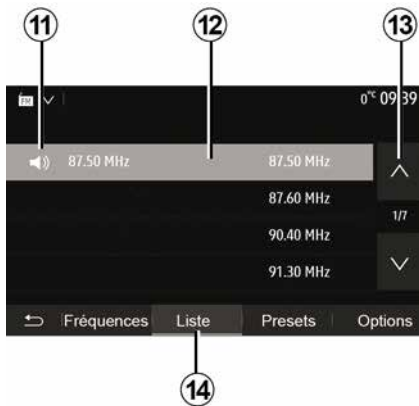 11 12 13
FM 0°C 09:39
87.50 MHz 87.50 MHz
87.60 MHz
1/7
90.40 MHz
91.30 MHz
Fréquences Liste Presets Options
14